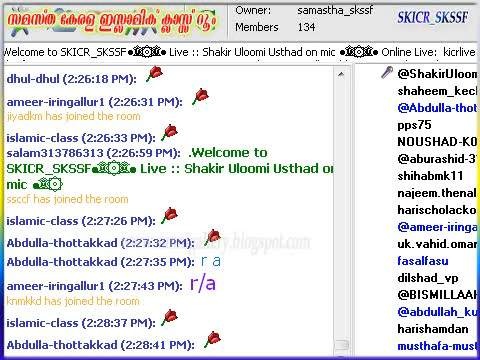 സമസ്ത കേരള ഇസ്ലാമിക് ക്ലാസ്സ് റൂം
Owner: samastha_skssf
Members 134
SKICR_SKSSF
Welcome to SKICR_SKSSF Live :: Shakir Uloomi Usthad on mic Online Live: kicrlive
dhul-dhul (2:26:18 PM):
ameer-iringallur1 (2:26:31 PM):
jiyadkm has joined the room
islamic-class (2:26:33 PM):
salam313786313 (2:26:59 PM): .Welcome to
SKICR_SKSSF Live :: Shakir Uloomi Usthad on
mic
ssccf has joined the room
islamic-class (2:27:26 PM):
Abdulla-thottakkad (2:27:32 PM):
Abdulla-thottakkad (2:27:35 PM): r a
ameer-iringallur1 (2:27:43 PM): r/a
knmkkd has joined the room
islamic-class (2:28:37 PM):
Abdulla-thottakkad (2:28:41 PM):
@ShakirUloom
shaheem_kecl
@Abdulla-thot
pps75
NOUSHAD-KO
@aburashid-3
shihabmk11
najeem.thenal
harischolacko
@ameer-iringa
uk.vahid.omar
fasalfasu
dilshad_vp
@BISMILLAAH
@abdullah_ku
harishamdan
musthafa-must